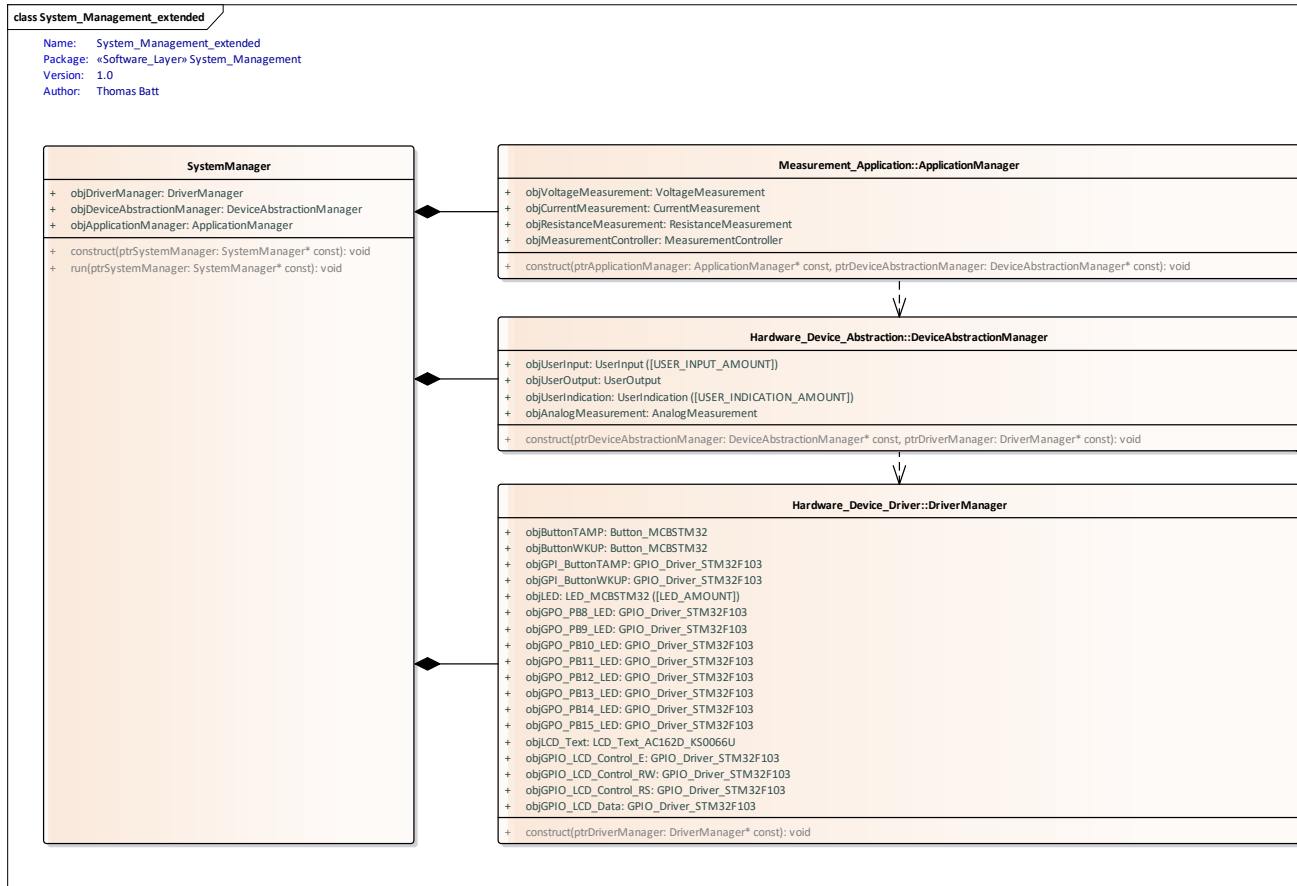 class System_Management_extended
Name: System_Management_extended
Package: «Software_Layer» System_Management
Version: 1.0
Author: Thomas Batt
SystemManager
+ objDriverManager: DriverManager
+ objDeviceAbstractionManager: DeviceAbstractionManager
+ objApplicationManager: ApplicationManager
+ construct(ptrSystemManager: SystemManager* const): void
+ run(ptrSystemManager: SystemManager* const): void
Measurement_Application::ApplicationManager
+ objVoltageMeasurement: VoltageMeasurement
+ objCurrentMeasurement: CurrentMeasurement
+ objResistanceMeasurement: ResistanceMeasurement
+ objMeasurementController: MeasurementController
+ construct(ptrApplicationManager: ApplicationManager* const, ptrDeviceAbstractionManager: DeviceAbstractionManager* const): void
Hardware_Device_Abstraction::DeviceAbstractionManager
+ objUserInput: UserInput ([USER_INPUT_AMOUNT])
+ objUserOutput: UserOutput
+ objUserIndication: UserIndication ([USER_INDICATION_AMOUNT])
+ objAnalogMeasurement: AnalogMeasurement
+ construct(ptrDeviceAbstractionManager: DeviceAbstractionManager* const, ptrDriverManager: DriverManager* const): void
Hardware_Device_Driver::DriverManager
+ objButtonTAMP: Button_MCBSTM32
+ objButtonWKUP: Button_MCBSTM32
+ objGPI_ButtonTAMP: GPIO_Driver_STM32F103
+ objGPI_ButtonWKUP: GPIO_Driver_STM32F103
+ objLED: LED_MCBSTM32 ([LED_AMOUNT])
+ objGPO_PB8_LED: GPIO_Driver_STM32F103
+ objGPO_PB9_LED: GPIO_Driver_STM32F103
+ objGPO_PB10_LED: GPIO_Driver_STM32F103
+ objGPO_PB11_LED: GPIO_Driver_STM32F103
+ objGPO_PB12_LED: GPIO_Driver_STM32F103
+ objGPO_PB13_LED: GPIO_Driver_STM32F103
+ objGPO_PB14_LED: GPIO_Driver_STM32F103
+ objGPO_PB15_LED: GPIO_Driver_STM32F103
+ objLCD_Text: LCD_Text_AC162D_KS0066U
+ objGPIO_LCD_Control_E: GPIO_Driver_STM32F103
+ objGPIO_LCD_Control_RW: GPIO_Driver_STM32F103
+ objGPIO_LCD_Control_RS: GPIO_Driver_STM32F103
+ objGPIO_LCD_Data: GPIO_Driver_STM32F103
+ construct(ptrDriverManager: DriverManager* const): void